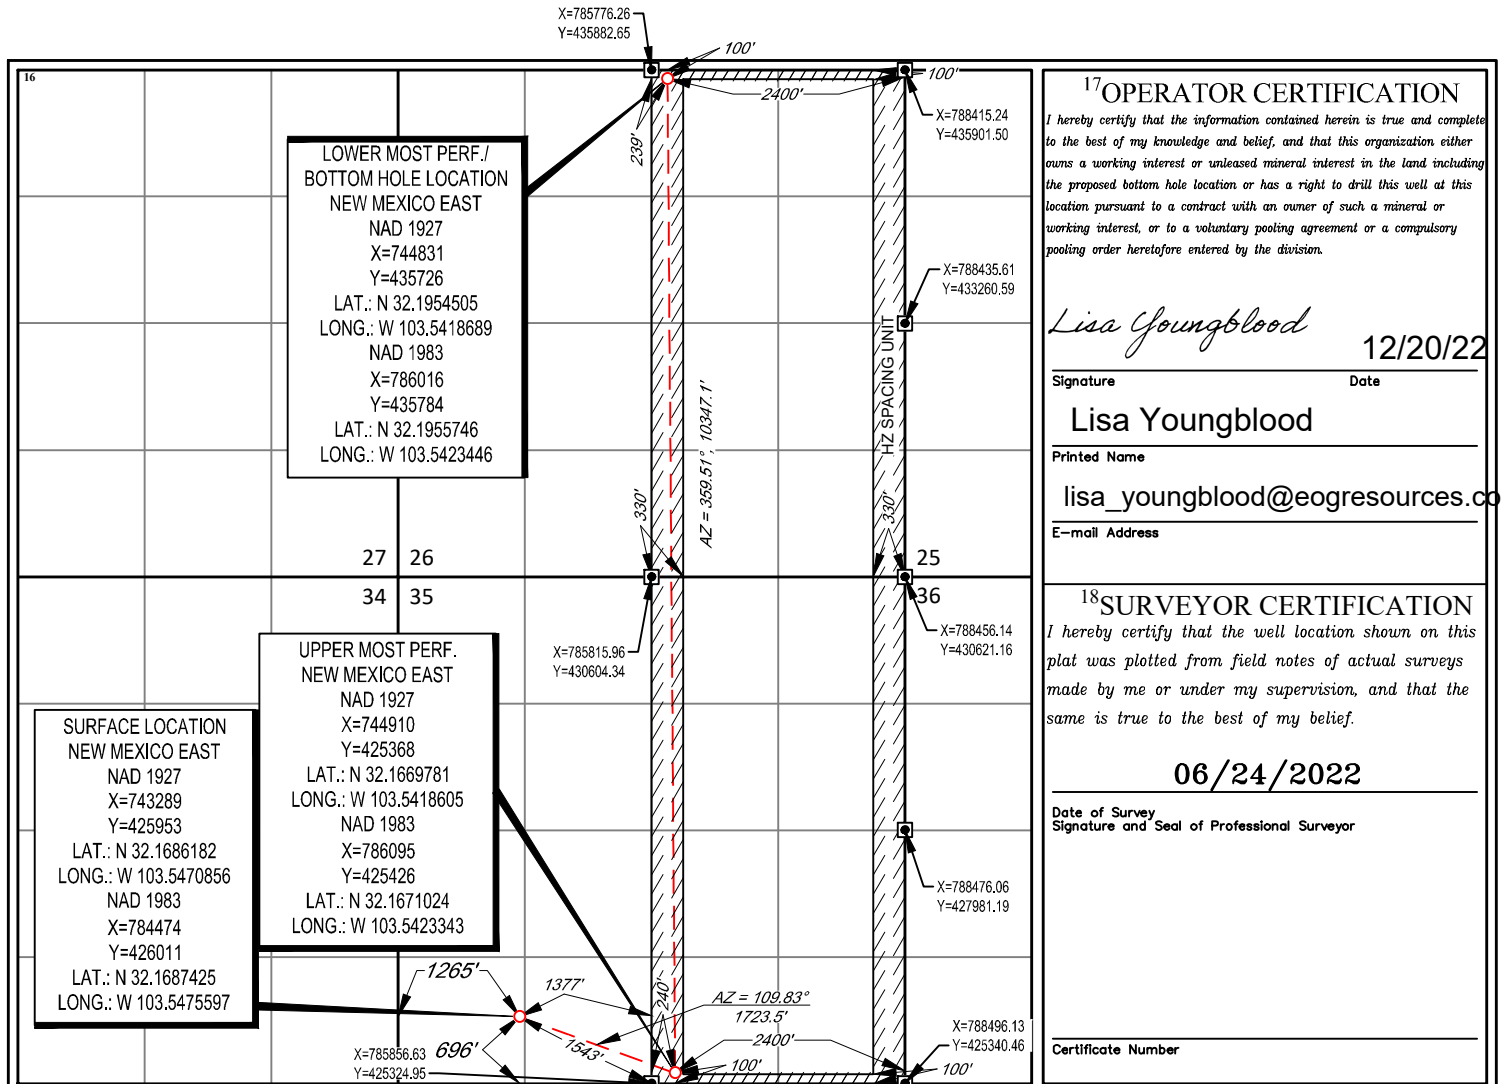 X=785776.26
Y=435882.65
100'
16
100'
2400'
X=788415.24
Y=435901.50
239'
LOWER MOST PERF./
BOTTOM HOLE LOCATION
NEW MEXICO EAST
NAD 1927
X=744831
Y=435726
LAT.: N 32.1954505
LONG.: W 103.5418689
NAD 1983
X=786016
Y=435784
LAT.: N 32.1955746
LONG.: W 103.5423446
X=788435.61
Y=433260.59
HZ SPACING UNIT
AZ = 359.51°, 10347.1'
330'
330'
27 26
25
34 35
36
X=785815.96
Y=430604.34
X=788456.14
Y=430621.16
UPPER MOST PERF.
NEW MEXICO EAST
NAD 1927
X=744910
Y=425368
LAT.: N 32.1669781
LONG.: W 103.5418605
NAD 1983
X=786095
Y=425426
LAT.: N 32.1671024
LONG.: W 103.5423343
SURFACE LOCATION
NEW MEXICO EAST
NAD 1927
X=743289
Y=425953
LAT.: N 32.1686182
LONG.: W 103.5470856
NAD 1983
X=784474
Y=426011
LAT.: N 32.1687425
LONG.: W 103.5475597
X=788476.06
Y=427981.19
1265'
1377'
240'
AZ = 109.83°
1723.5'
1543'
696'
2400'
100'
100'
X=785856.63
Y=425324.95
X=788496.13
Y=425340.46
17 OPERATOR CERTIFICATION
I hereby certify that the information contained herein is true and complete
to the best of my knowledge and belief, and that this organization either
owns a working interest or unleased mineral interest in the land including
the proposed bottom hole location or has a right to drill this well at this
location pursuant to a contract with an owner of such a mineral or
working interest, or to a voluntary pooling agreement or a compulsory
pooling order heretofore entered by the division.
Lisa Youngblood
12/20/22
Signature Date
Lisa Youngblood
Printed Name
lisa_youngblood@eogresources.co
E-mail Address
18 SURVEYOR CERTIFICATION
I hereby certify that the well location shown on this
plat was plotted from field notes of actual surveys
made by me or under my supervision, and that the
same is true to the best of my belief.
06/24/2022
Date of Survey
Signature and Seal of Professional Surveyor
Certificate Number